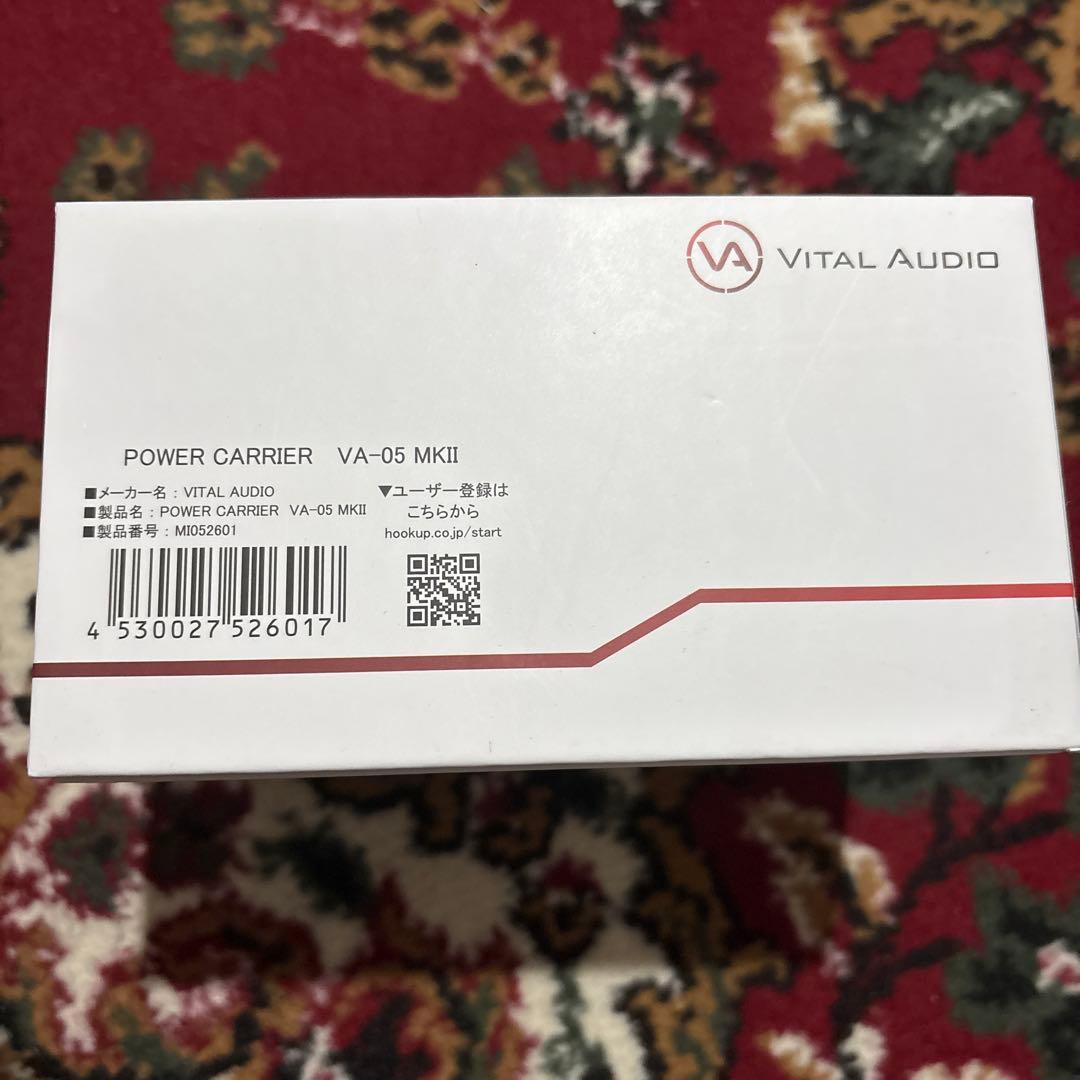 VA VITAL AUDIO
POWER CARRIER VA-05 MKII
■メーカー名：VITAL AUDIO
■製品名：POWER CARRIER VA-05 MKII
■製品番号：MI052601
4 530027 526017
▼ユーザー登録は
こちらから
hookup.co.jp/start